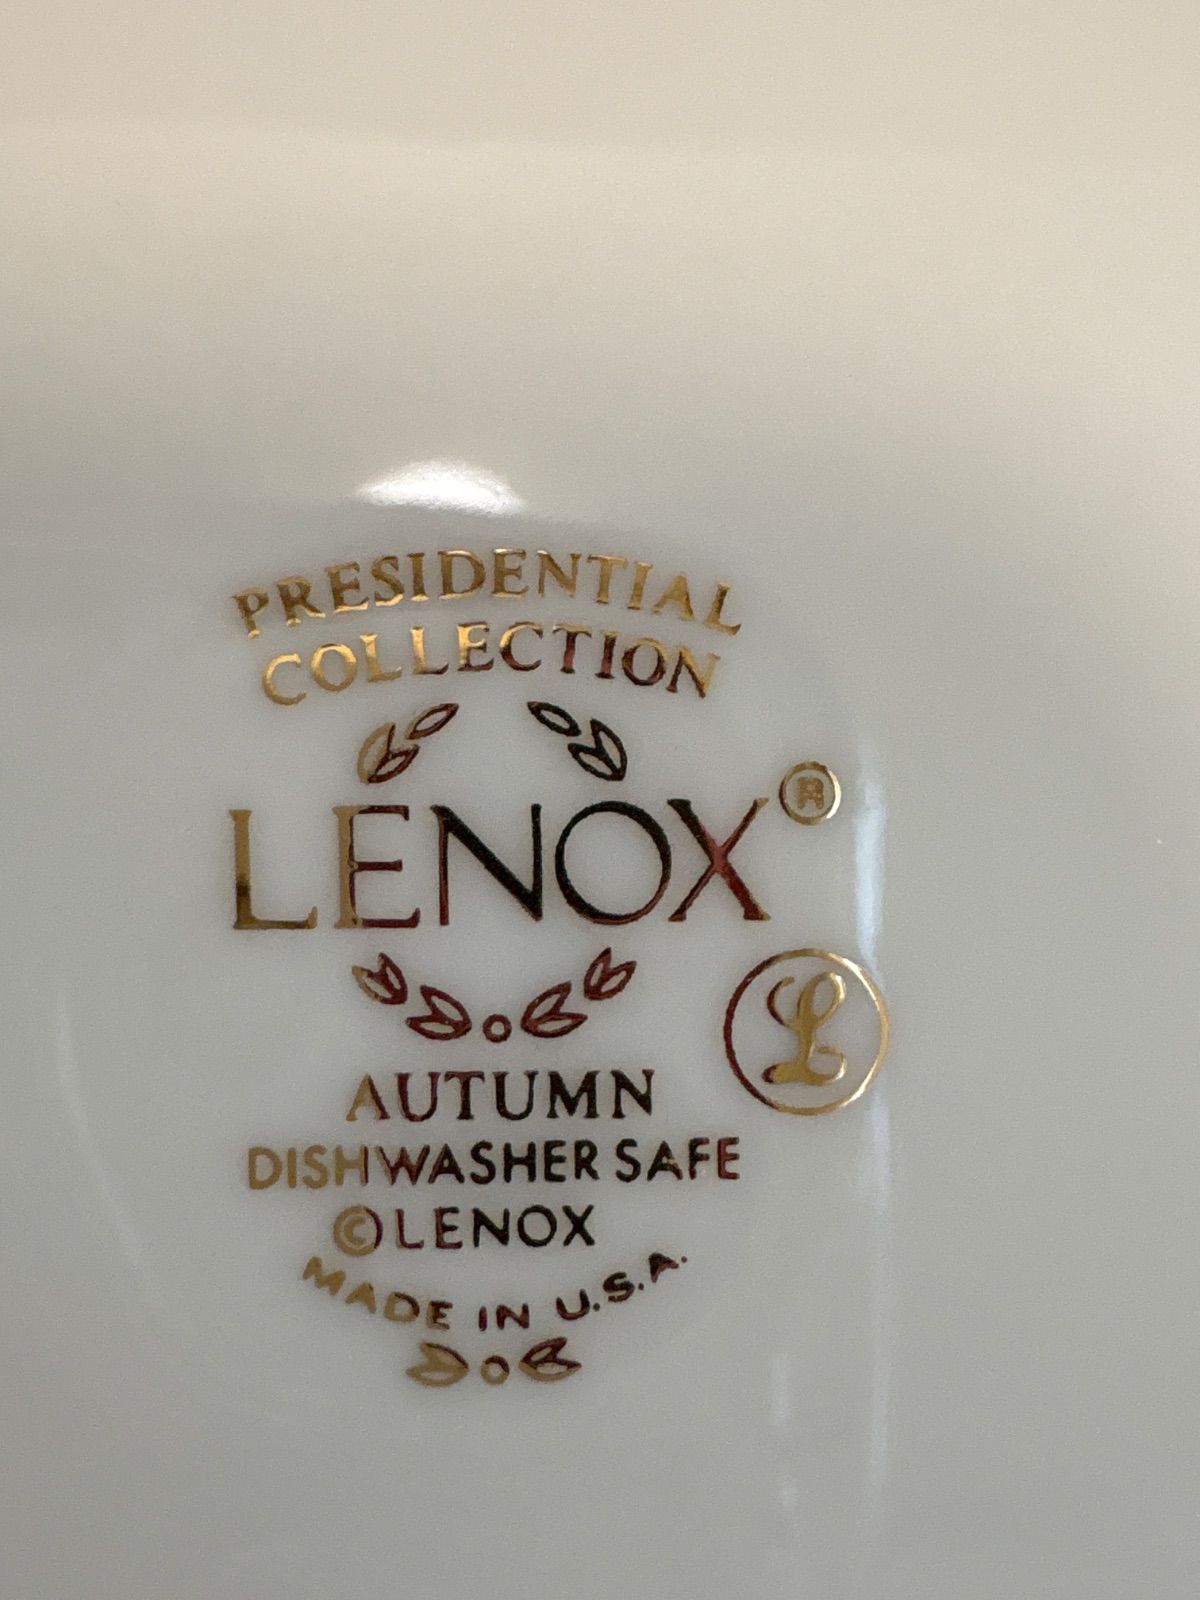 PRESIDENTIAL
COLLECTION
LENOX®
L
AUTUMN
DISHWASHER SAFE
©LENOX
MADE IN U.S.A.